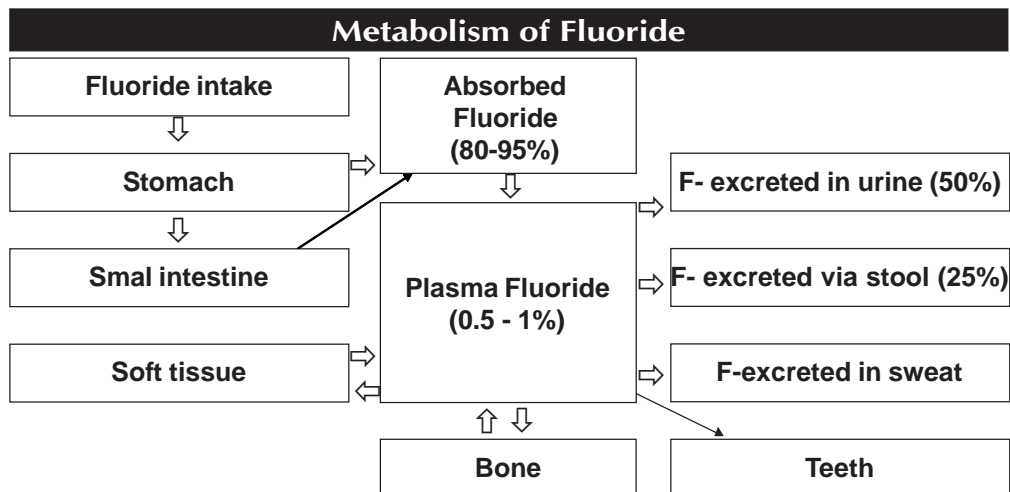 Metabolism of Fluoride
Fluoride intake
Stomach
Smal intestine
Soft tissue
Absorbed
Fluoride
(80-95%)
Plasma Fluoride
(0.5 - 1%)
Bone
F- excreted in urine (50%)
F- excreted via stool (25%)
F-excreted in sweat
Teeth